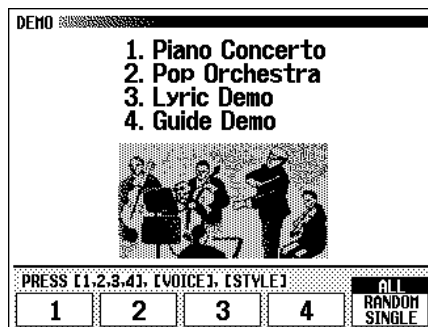 DEMO
1. Piano Concerto
2. Pop Orchestra
3. Lyric Demo
4. Guide Demo
PRESS [1,2,3,4], [VOICE], [STYLE]
1 2 3 4
ALL
RANDOM
SINGLE